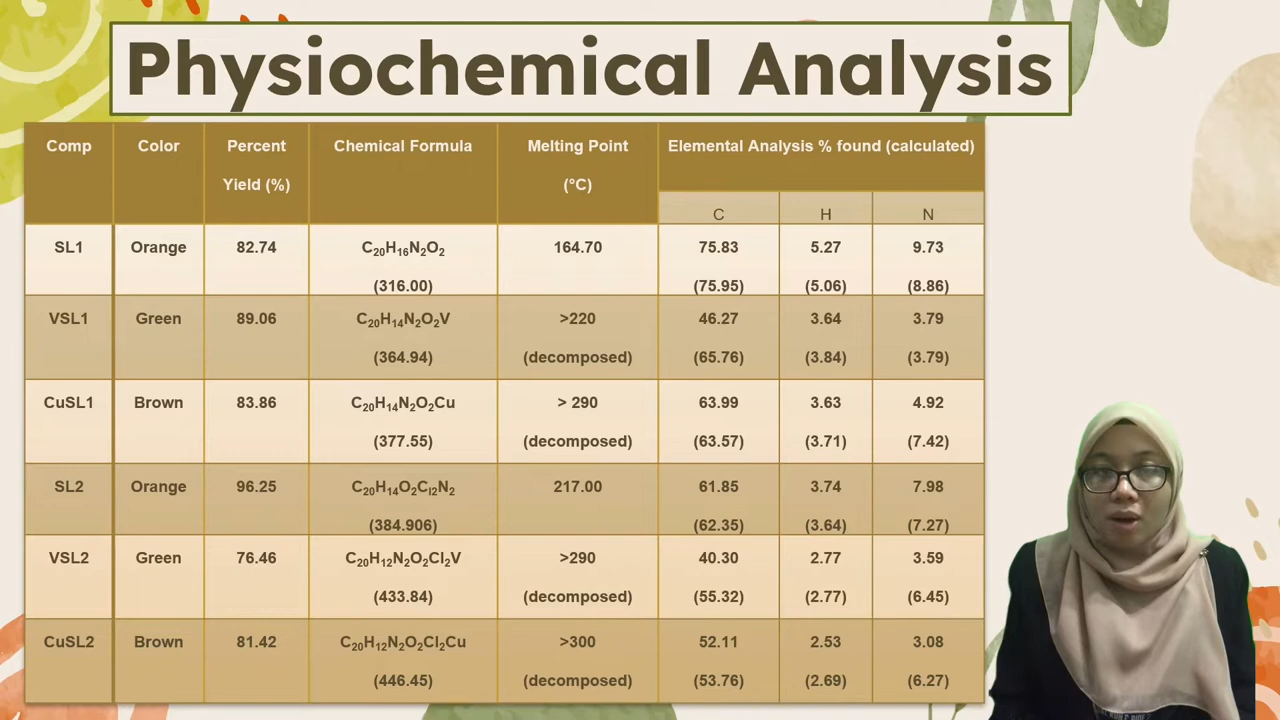 Physiochemical Analysis
Comp Color Percent Yield (%) Chemical Formula Melting Point (°C) Elemental Analysis % found (calculated)
C H N
SL1 Orange 82.74 C₂₀H₁₆N₂O₂ 164.70 75.83 5.27 9.73
(316.00) (75.95) (5.06) (8.86)
VSL1 Green 89.06 C₂₀H₁₄N₂O₂V >220 46.27 3.64 3.79
(364.94) (decomposed) (65.76) (3.84) (3.79)
CuSL1 Brown 83.86 C₂₀H₁₄N₂O₂Cu > 290 63.99 3.63 4.92
(377.55) (decomposed) (63.57) (3.71) (7.42)
SL2 Orange 96.25 C₂₀H₁₄O₂Cₗ₂N₂ 217.00 61.85 3.74 7.98
(384.906) (62.35) (3.64) (7.27)
VSL2 Green 76.46 C₂₀H₁₂N₂O₂Cl₂V >290 40.30 2.77 3.59
(433.84) (decomposed) (55.32) (2.77) (6.45)
CuSL2 Brown 81.42 C₂₀H₁₂N₂O₂Cl₂Cu >300 52.11 2.53 3.08
(446.45) (decomposed) (53.76) (2.69) (6.27)